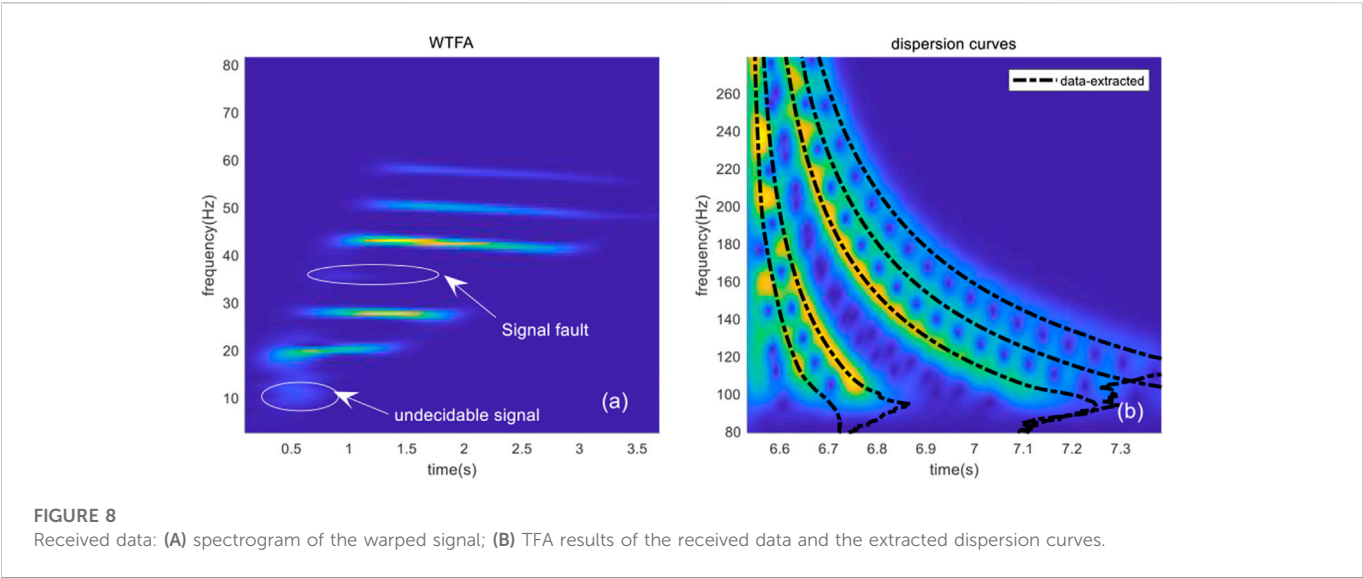 WTFA
80
70
60
50
40
30
20
10
frequency(Hz)
0.5 1 1.5 2 2.5 3 3.5
time(s)
Signal fault
undecidable signal
(a)
dispersion curves
data-extracted
260
240
220
200
180
160
140
120
100
80
frequency(Hz)
6.6 6.7 6.8 6.9 7 7.1 7.2 7.3
time(s)
(b)
FIGURE 8
Received data: (A) spectrogram of the warped signal; (B) TFA results of the received data and the extracted dispersion curves.